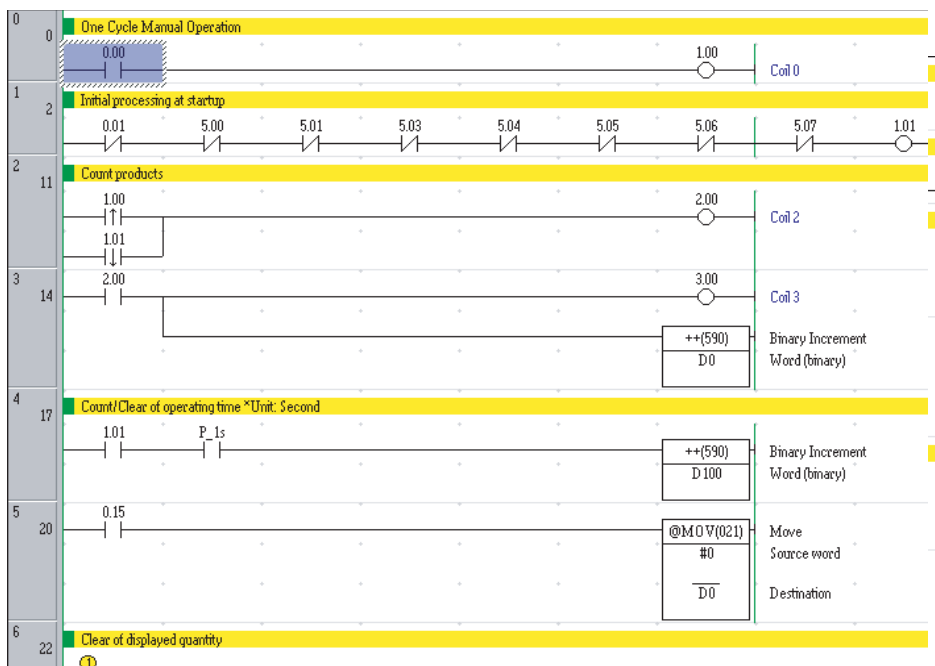 0
0
One Cycle Manual Operation
0.00 1.00
Coil 0
1
2
Initial processing at startup
0.01 5.00 5.01 5.03 5.04 5.05 5.06 5.07 1.01
2
11
Count products
1.00 2.00
Coil 2
1.01
3
14
2.00 3.00
Coil 3
++(590) Binary Increment
D0 Word (binary)
4
17
Count/Clear of operating time *Unit: Second
1.01 P_1s
++(590) Binary Increment
D100 Word (binary)
5
20
0.15
@MOV(021) Move
#0 Source word
D0 Destination
6
22
Clear of displayed quantity
1